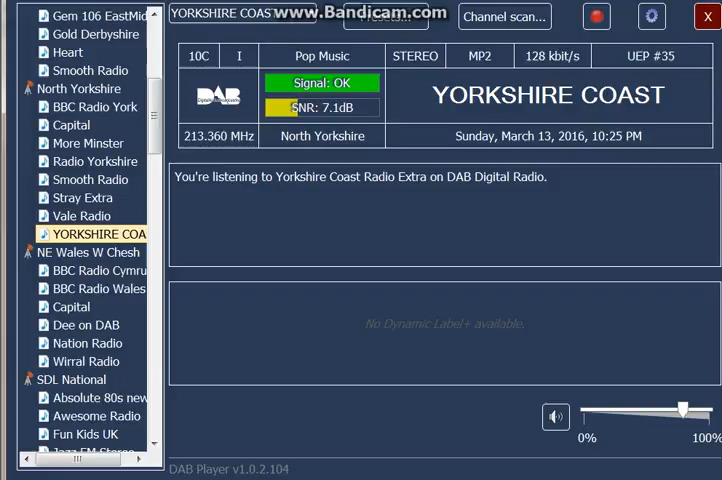 www.Bandicam.com
Gem 106 EastMid
Gold Derbyshire
Heart
Smooth Radio
North Yorkshire
BBC Radio York
Capital
More Minster
Radio Yorkshire
Smooth Radio
Stray Extra
Vale Radio
YORKSHIRE COA
NE Wales W Chesh
BBC Radio Cymru
BBC Radio Wales
Capital
Dee on DAB
Nation Radio
Wirral Radio
SDL National
Absolute 80s new
Awesome Radio
Fun Kids UK
Jazz FM Stereo
YORKSHIRE COAST
Presets...
Channel scan...
X
10C
I
Pop Music
STEREO
MP2
128 kbit/s
UEP #35
DAB
Signal: OK
SNR: 7.1dB
YORKSHIRE COAST
213.360 MHz
North Yorkshire
Sunday, March 13, 2016, 10:25 PM
You're listening to Yorkshire Coast Radio Extra on DAB Digital Radio.
No Dynamic Label+ available.
0%
100%
DAB Player v1.0.2.104